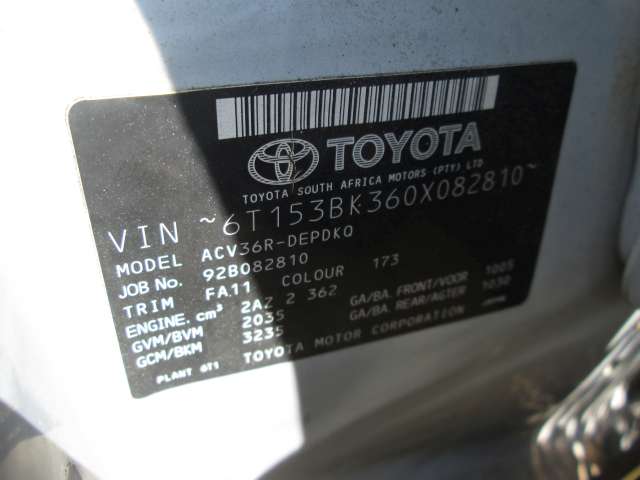 TOYOTA
TOYOTA SOUTH AFRICA MOTORS (PTY) LTD
VIN ~6T153BK360X082810~
MODEL ACV36R-DEPDKQ
JOB No. 92B082810
TRIM FA11 COLOUR 173
ENGINE. cm³ 2AZ 2 362 GA/BA. FRONT/VOOR 1005
GVM/BVM 2035 GA/BA. REAR/AGTER 1030
GCM/BKM 3235
PLANT 6T1 TOYOTA MOTOR CORPORATION JAPAN